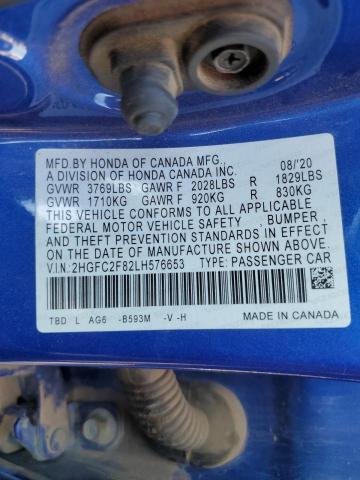 MFD. BY HONDA OF CANADA MFG., 08/'20
A DIVISION OF HONDA CANADA INC.
GVWR 3769LBS GAWR F 2028LBS R 1829LBS
GVWR 1710KG GAWR F 920KG R 830KG
THIS VEHICLE CONFORMS TO ALL APPLICABLE
FEDERAL MOTOR VEHICLE SAFETY, BUMPER,
AND THEFT PREVENTION STANDARDS IN EFFECT
ON THE DATE OF MANUFACTURE SHOWN ABOVE.
V.I.N: 2HGFC2F82LH576653 TYPE: PASSENGER CAR
TBD L AG6 -B593M -V -H MADE IN CANADA